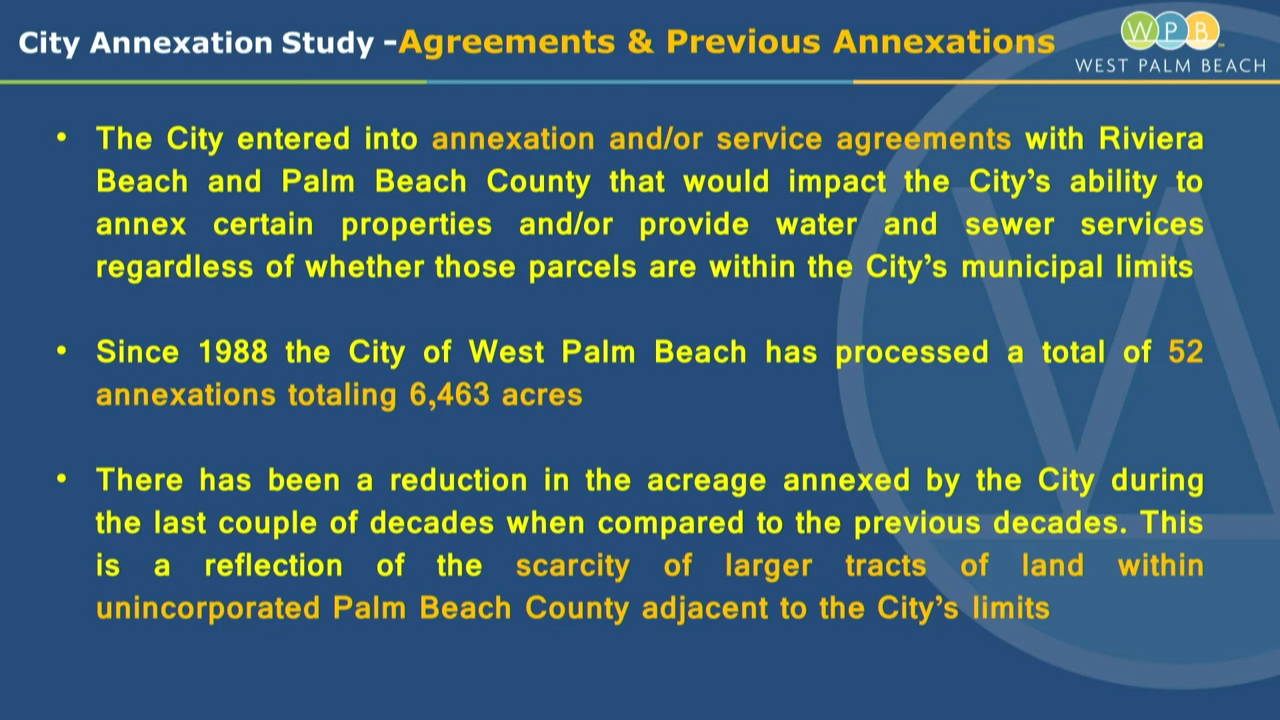 City Annexation Study -Agreements & Previous Annexations
WPB
WEST PALM BEACH
• The City entered into annexation and/or service agreements with Riviera
Beach and Palm Beach County that would impact the City's ability to
annex certain properties and/or provide water and sewer services
regardless of whether those parcels are within the City's municipal limits
• Since 1988 the City of West Palm Beach has processed a total of 52
annexations totaling 6,463 acres
• There has been a reduction in the acreage annexed by the City during
the last couple of decades when compared to the previous decades. This
is a reflection of the scarcity of larger tracts of land within
unincorporated Palm Beach County adjacent to the City's limits